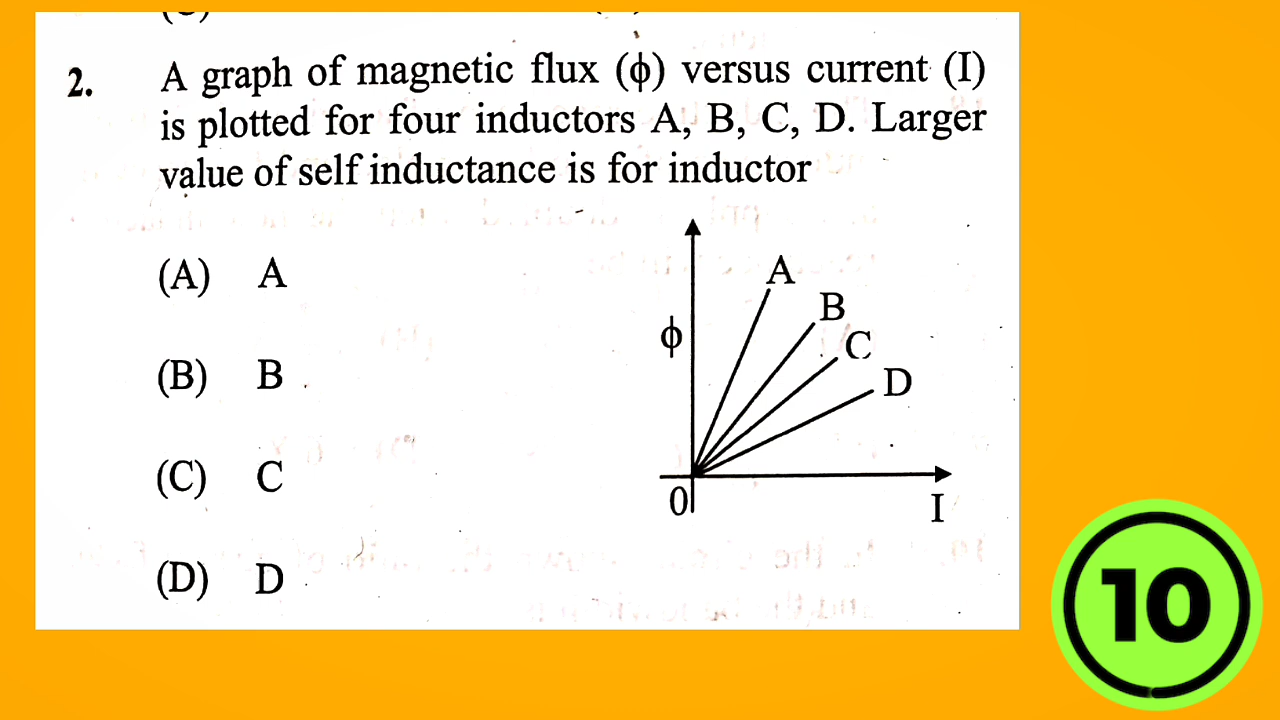 2. A graph of magnetic flux (ϕ) versus current (I)
is plotted for four inductors A, B, C, D. Larger
value of self inductance is for inductor
(A) A
(B) B
(C) C
(D) D
A
B
C
D
ϕ
0
I
10